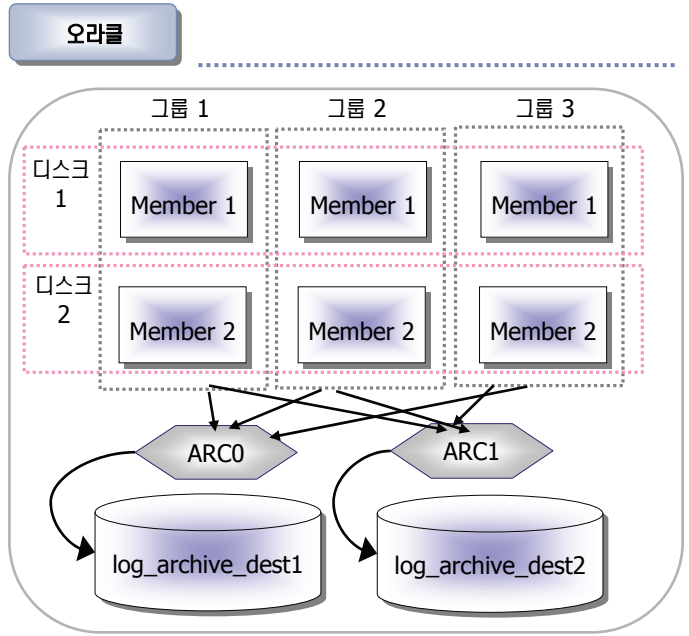 오라클
그룹 1
그룹 2
그룹 3
디스크
1
Member 1
Member 1
Member 1
디스크
2
Member 2
Member 2
Member 2
ARC0
ARC1
log_archive_dest1
log_archive_dest2